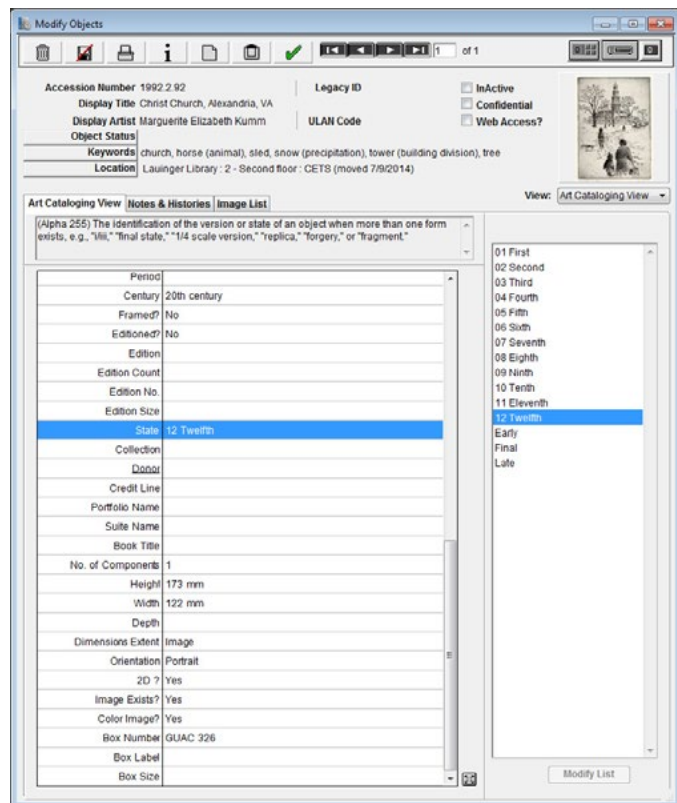 Modify Objects
1 of 1
Accession Number 1992.2.92 Legacy ID InActive
Display Title Christ Church, Alexandria, VA Confidential
Display Artist Marguerite Elizabeth Kumm ULAN Code Web Access?
Object Status
Keywords church, horse (animal), sled, snow (precipitation), tower (building division), tree
Location Lauinger Library : 2 - Second floor : CETS (moved 7/9/2014)
Art Cataloging View Notes & Histories Image List View: Art Cataloging View
(Alpha 255) The identification of the version or state of an object when more than one form
exists, e.g., "i/iii," "final state," "1/4 scale version," "replica," "forgery," or "fragment."
Period
Century 20th century
Framed? No
Editioned? No
Edition
Edition Count
Edition No.
Edition Size
State 12 Twelfth
Collection
Donor
Credit Line
Portfolio Name
Suite Name
Book Title
No. of Components 1
Height 173 mm
Width 122 mm
Depth
Dimensions Extent Image
Orientation Portrait
2D ? Yes
Image Exists? Yes
Color Image? Yes
Box Number GUAC 326
Box Label
Box Size
01 First
02 Second
03 Third
04 Fourth
05 Fifth
06 Sixth
07 Seventh
08 Eighth
09 Ninth
10 Tenth
11 Eleventh
12 Twelfth
Early
Final
Late
Modify List